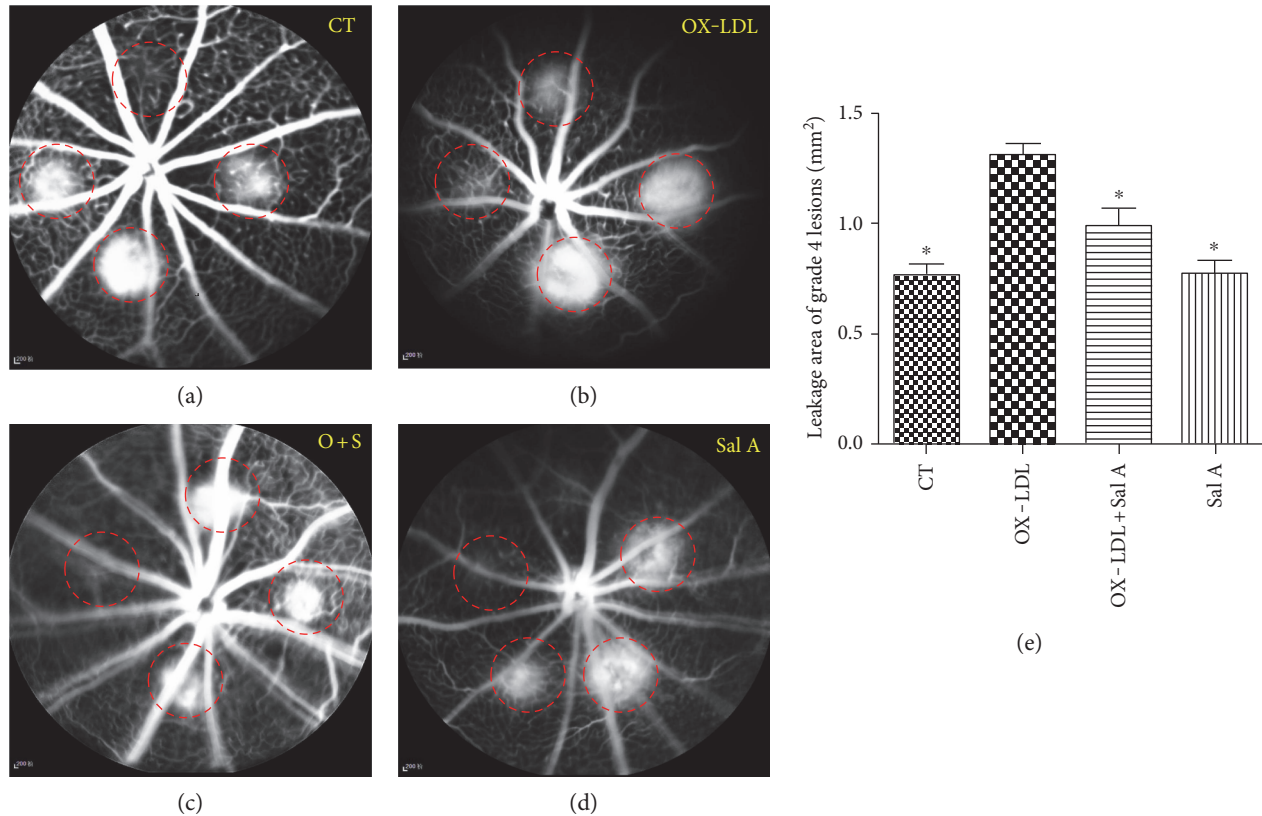 CT
OX-LDL
(a)
(b)
O + S
Sal A
(c)
(d)
Leakage area of grade 4 lesions (mm²)
1.5
1.0
0.5
0.0
*
*
*
CT
OX-LDL
OX-LDL + Sal A
Sal A
(e)